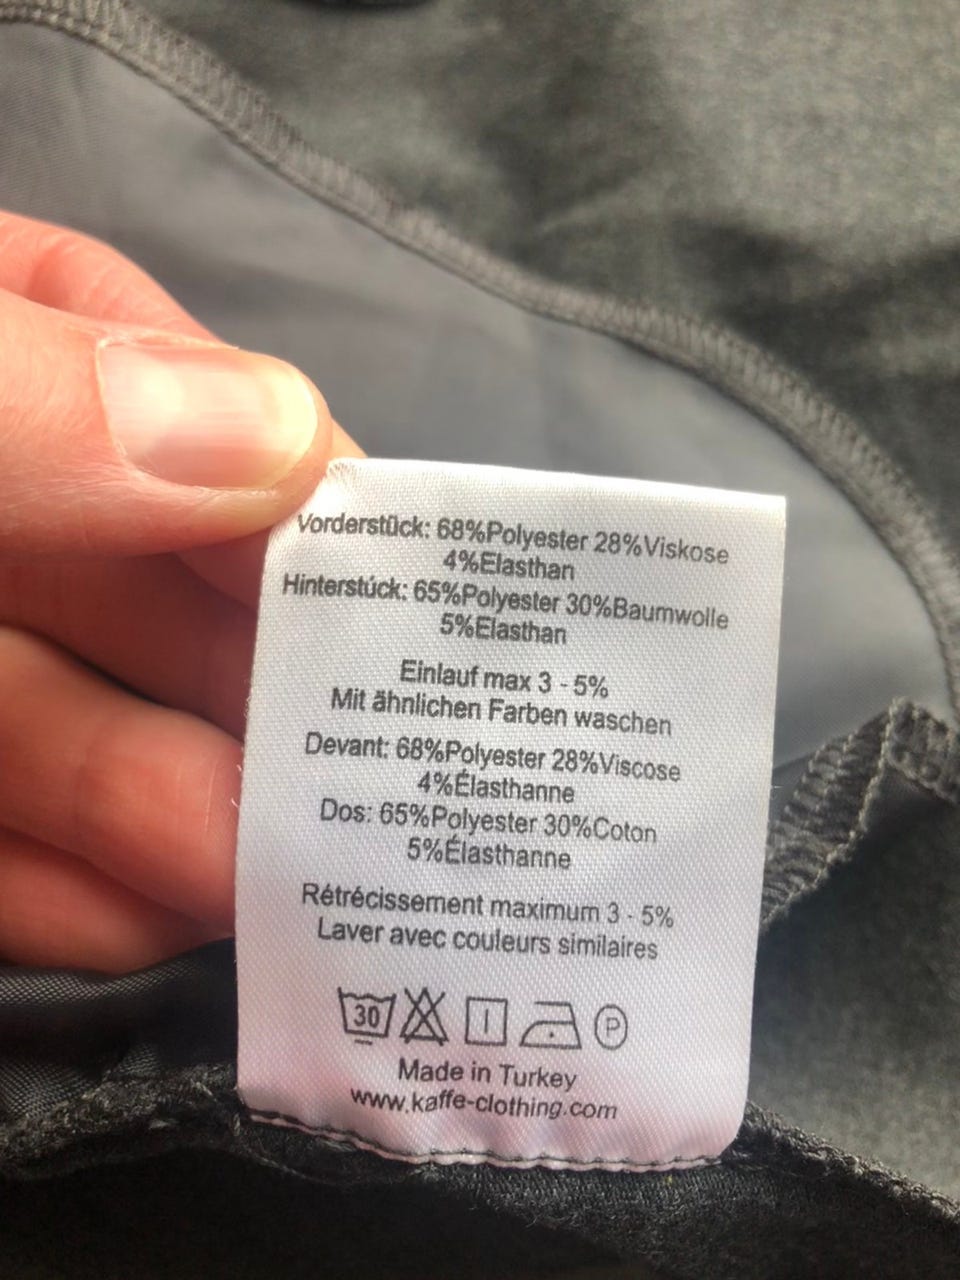 Vorderstück: 68%Polyester 28%Viskose
4%Elasthan
Hinterstúck: 65%Polyester 30%Baumwolle
5%Elasthan
Einlauf max 3 - 5%
Mit ähnlichen Farben waschen
Devant: 68%Polyester 28%Viscose
4%Élasthanne
Dos: 65%Polyester 30%Coton
5%Élasthanne
Rétrécissement maximum 3 - 5%
Laver avec couleurs similaires
30 P
Made in Turkey
www.kaffe-clothing.com